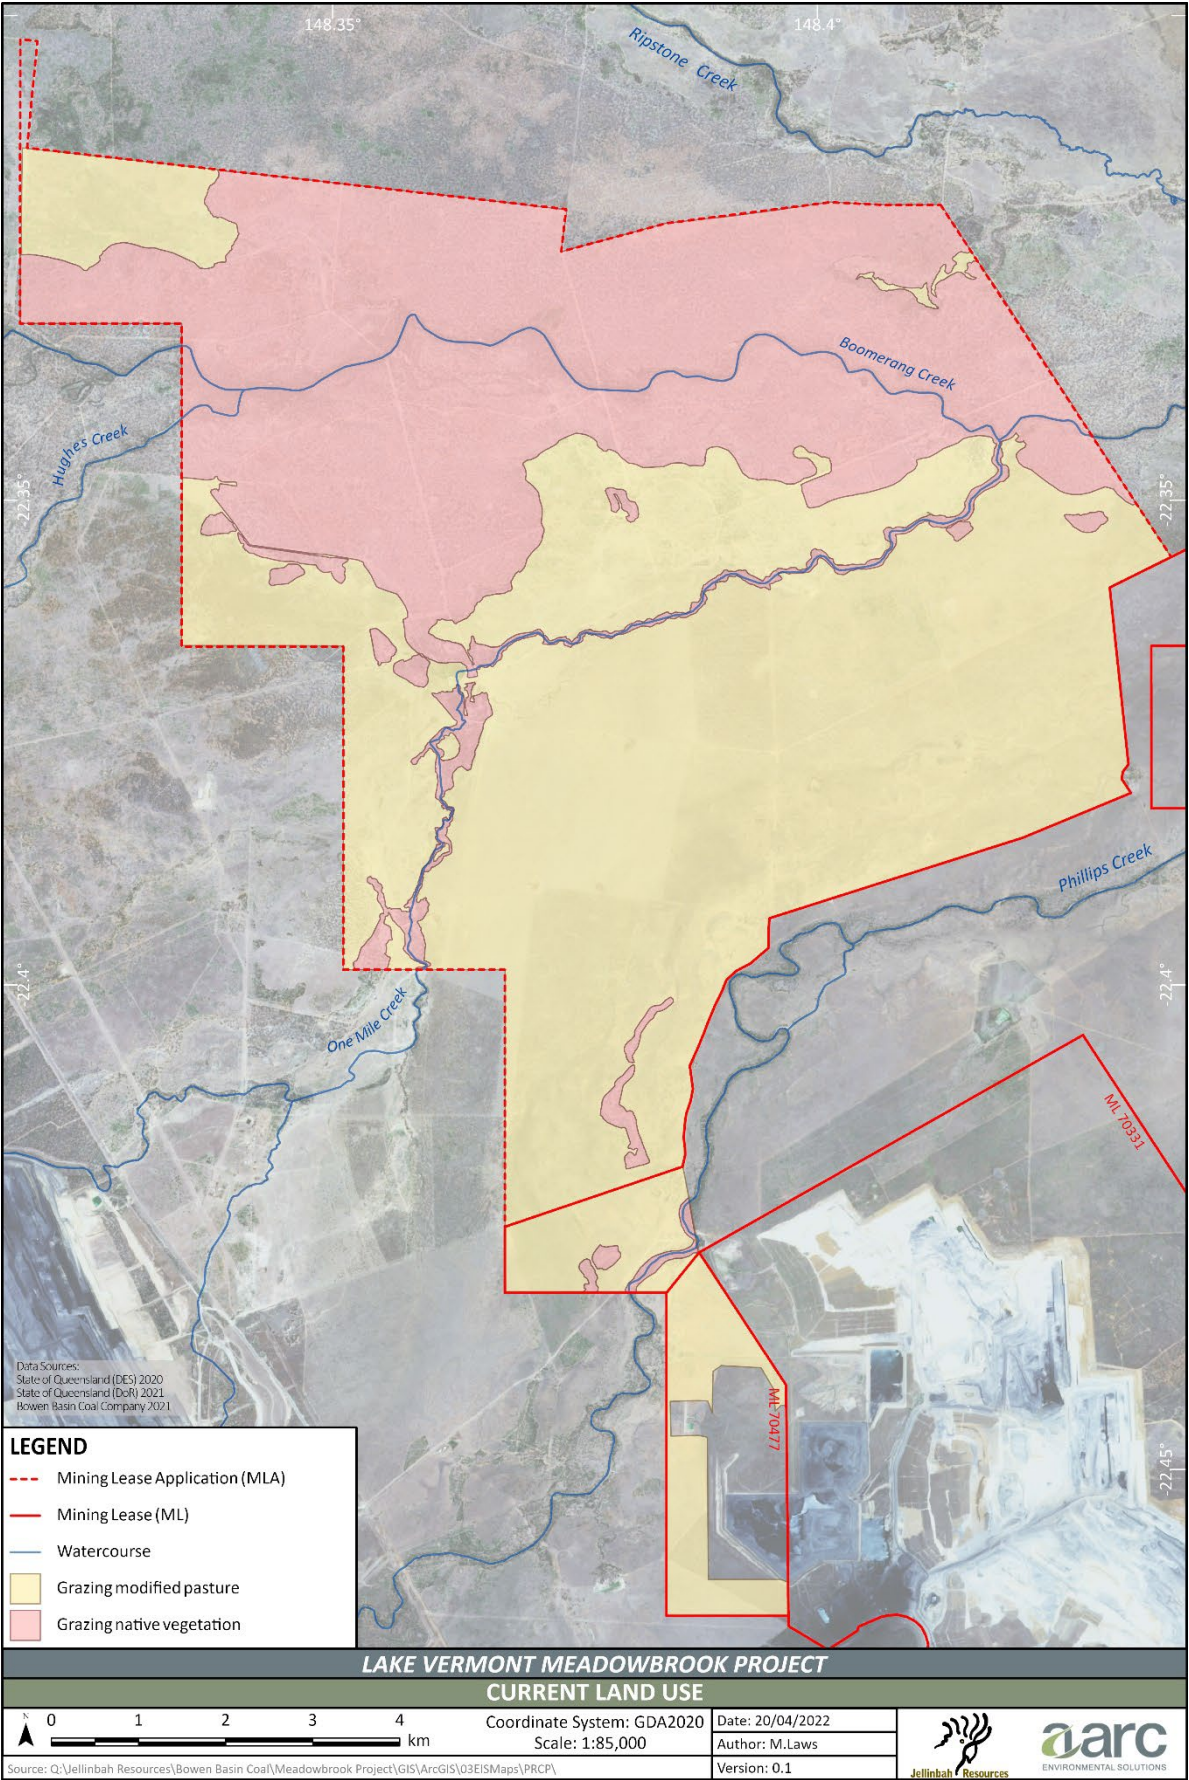 148.35°
148.4°
Ripstone Creek
Boomerang Creek
Hughes Creek
-22.35°
-22.35°
Phillips Creek
-22.4°
-22.4°
One Mile Creek
ML 70331
ML 70477
-22.45°
Data Sources:
State of Queensland (DES) 2020
State of Queensland (DoR) 2021
Bowen Basin Coal Company 2021
LEGEND
Mining Lease Application (MLA)
Mining Lease (ML)
Watercourse
Grazing modified pasture
Grazing native vegetation
LAKE VERMONT MEADOWBROOK PROJECT
CURRENT LAND USE
N
0 1 2 3 4
km
Coordinate System: GDA2020
Scale: 1:85,000
Date: 20/04/2022
Author: M.Laws
Version: 0.1
Source: Q:\Jellinbah Resources\Bowen Basin Coal\Meadowbrook Project\GIS\ArcGIS\03EISMaps\PRCP\
Jellinbah Resources
aarc
ENVIRONMENTAL SOLUTIONS